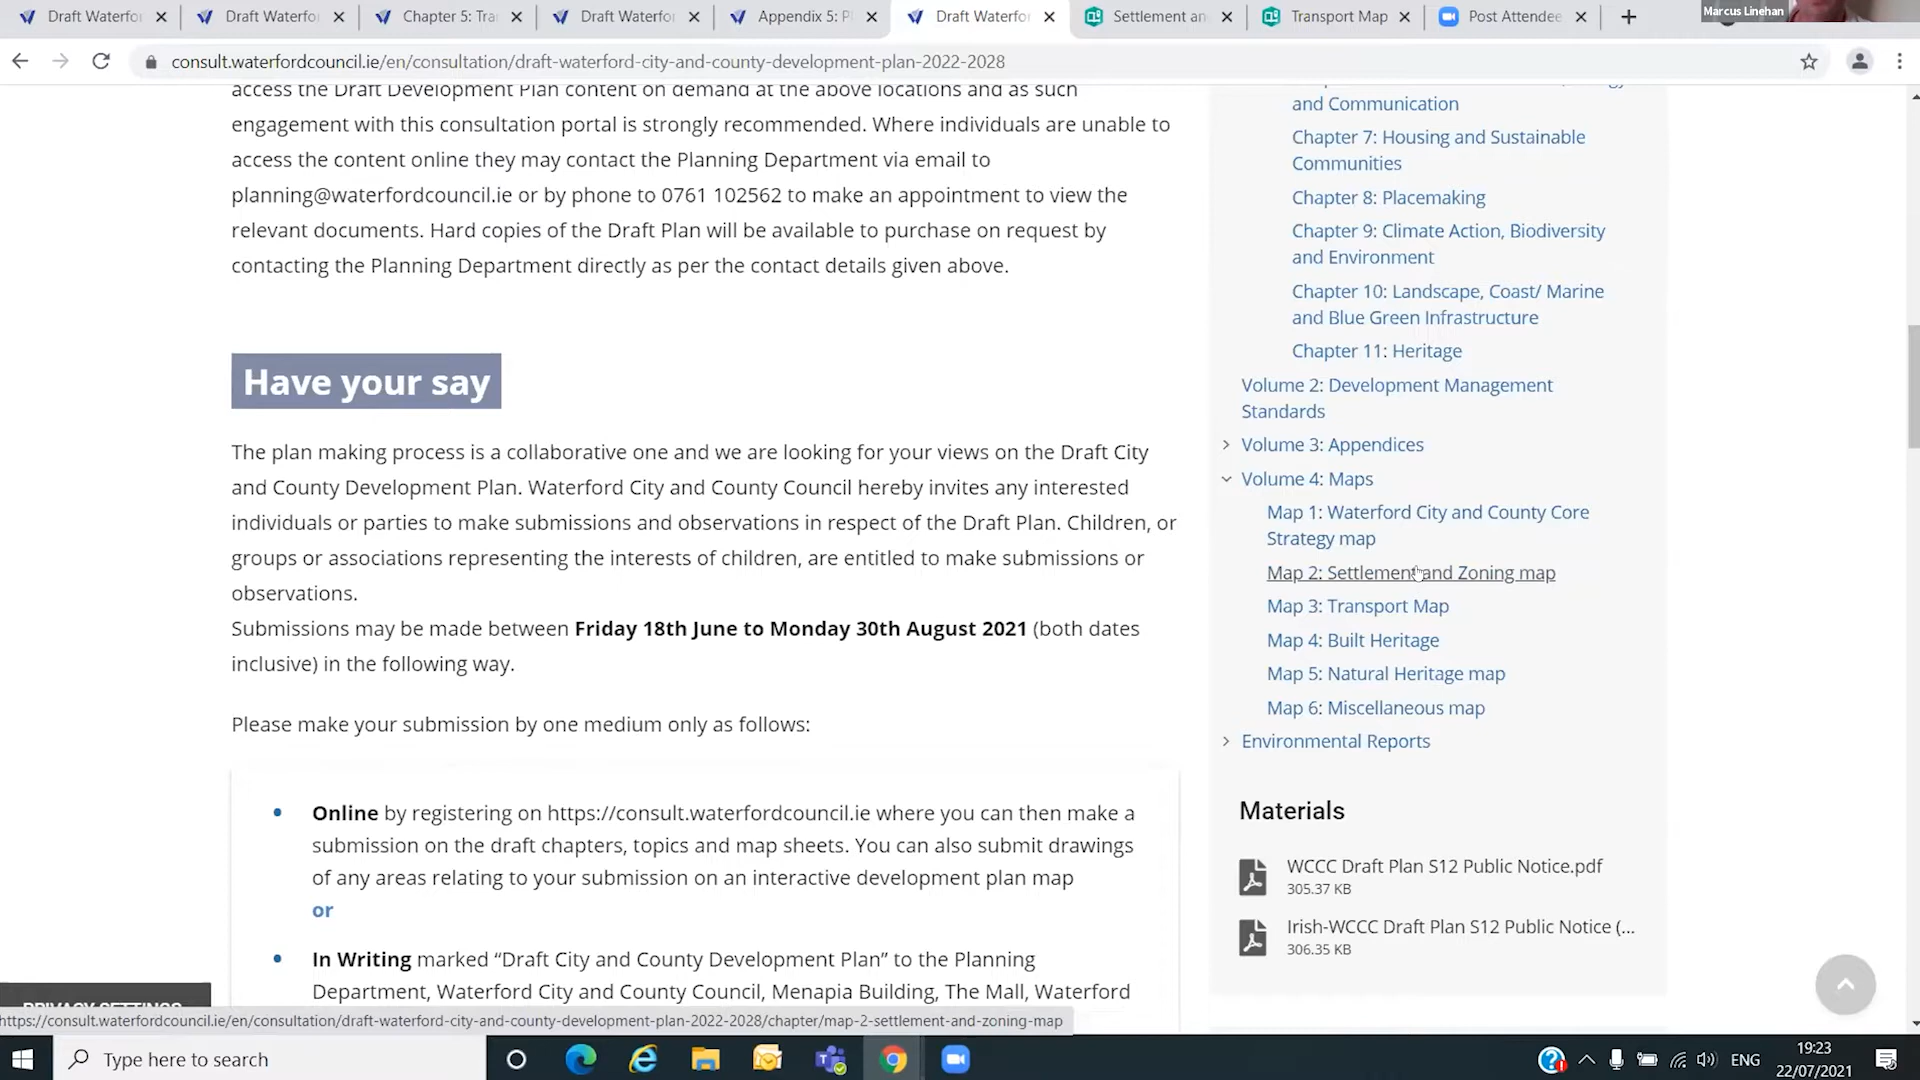 Draft Waterfo
Draft Waterfo
Chapter 5: Tra
Draft Waterfo
Appendix 5: P
Draft Waterfo
Settlement an
Transport Map
Post Attendee
Marcus Linehan
consult.waterfordcouncil.ie/en/consultation/draft-waterford-city-and-county-development-plan-2022-2028
access the Draft Development Plan content on demand at the above locations and as such
engagement with this consultation portal is strongly recommended. Where individuals are unable to
access the content online they may contact the Planning Department via email to
planning@waterfordcouncil.ie or by phone to 0761 102562 to make an appointment to view the
relevant documents. Hard copies of the Draft Plan will be available to purchase on request by
contacting the Planning Department directly as per the contact details given above.
Have your say
The plan making process is a collaborative one and we are looking for your views on the Draft City
and County Development Plan. Waterford City and County Council hereby invites any interested
individuals or parties to make submissions and observations in respect of the Draft Plan. Children, or
groups or associations representing the interests of children, are entitled to make submissions or
observations.
Submissions may be made between Friday 18th June to Monday 30th August 2021 (both dates
inclusive) in the following way.
Please make your submission by one medium only as follows:
• Online by registering on https://consult.waterfordcouncil.ie where you can then make a
submission on the draft chapters, topics and map sheets. You can also submit drawings
of any areas relating to your submission on an interactive development plan map
or
• In Writing marked “Draft City and County Development Plan” to the Planning
Department, Waterford City and County Council, Menapia Building, The Mall, Waterford
and Communication
Chapter 7: Housing and Sustainable
Communities
Chapter 8: Placemaking
Chapter 9: Climate Action, Biodiversity
and Environment
Chapter 10: Landscape, Coast/ Marine
and Blue Green Infrastructure
Chapter 11: Heritage
Volume 2: Development Management
Standards
Volume 3: Appendices
Volume 4: Maps
Map 1: Waterford City and County Core
Strategy map
Map 2: Settlement and Zoning map
Map 3: Transport Map
Map 4: Built Heritage
Map 5: Natural Heritage map
Map 6: Miscellaneous map
Environmental Reports
Materials
WCCC Draft Plan S12 Public Notice.pdf
305.37 KB
Irish-WCCC Draft Plan S12 Public Notice (...
306.35 KB
PRIVACY SETTINGS
https://consult.waterfordcouncil.ie/en/consultation/draft-waterford-city-and-county-development-plan-2022-2028/chapter/map-2-settlement-and-zoning-map
Type here to search
ENG
19:23
22/07/2021